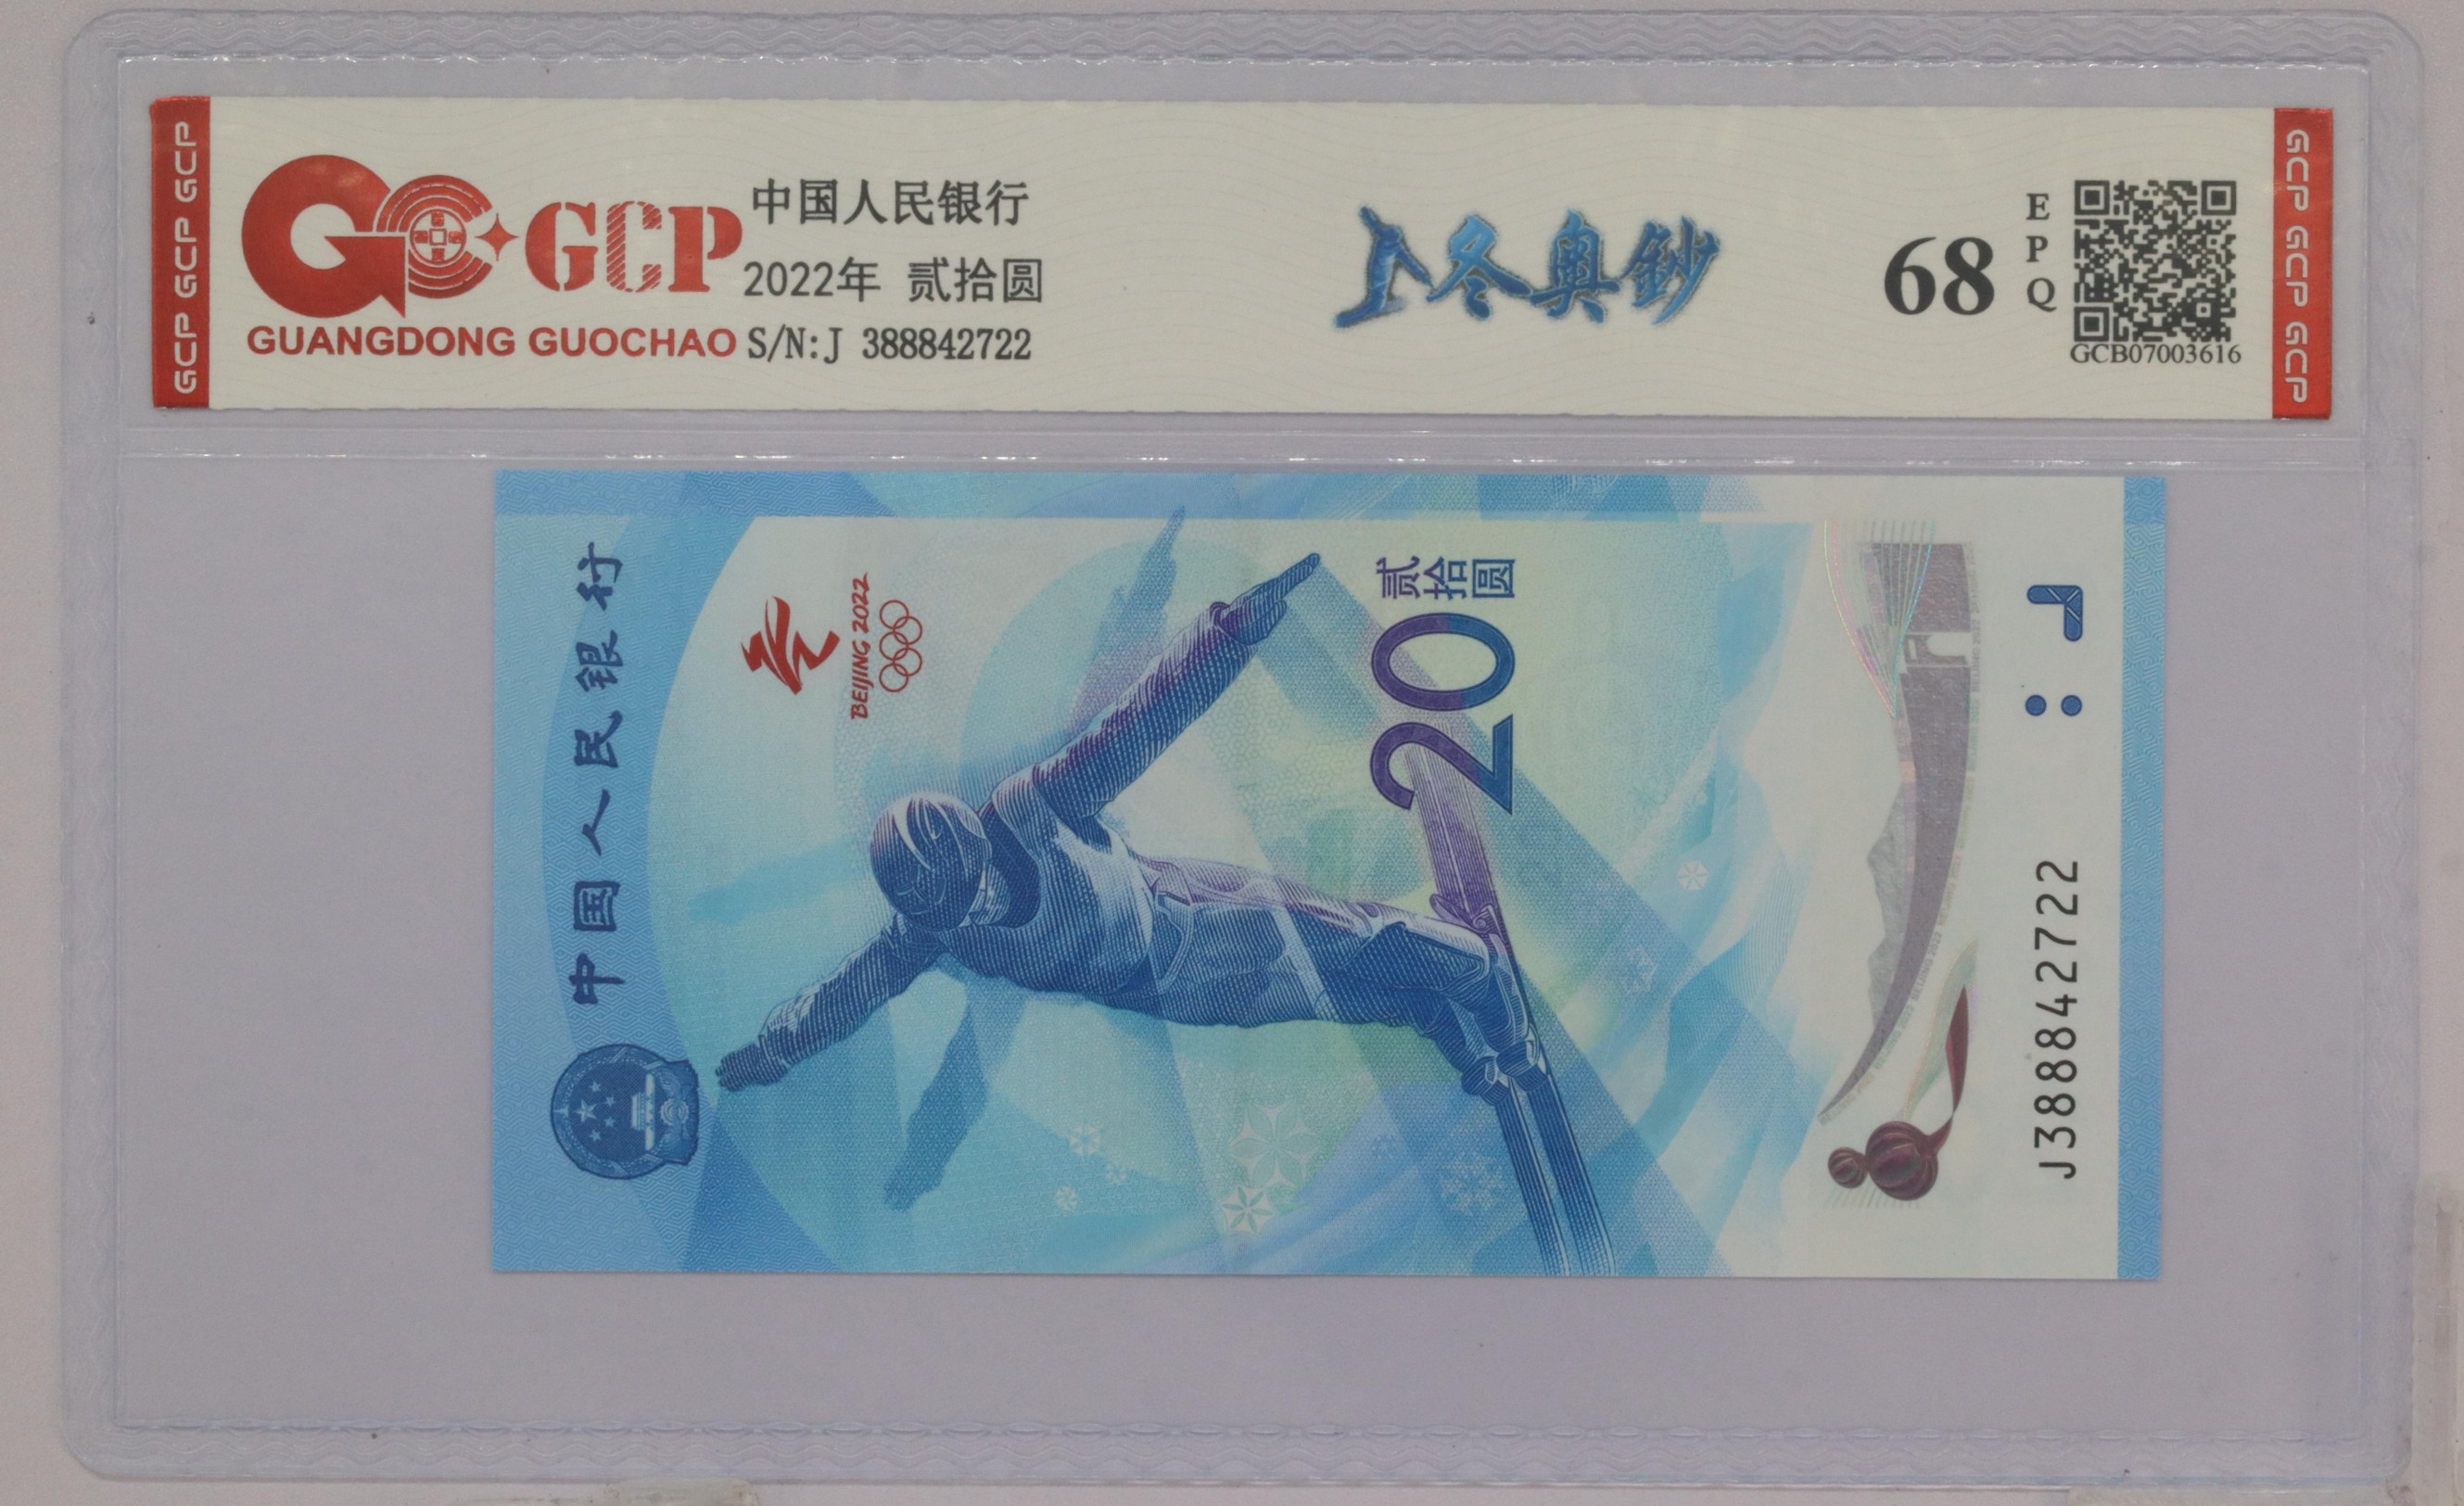 GCP GCP GCP
GCP
GUANGDONG GUOCHAO
中国人民银行
2022年 贰拾圆
S/N:J 388842722
冬奥鈔
68
EPQ
GCB07003616
GCP GCP GCP
中国人民银行
BEIJING 2022
贰拾圆
20
J388842722